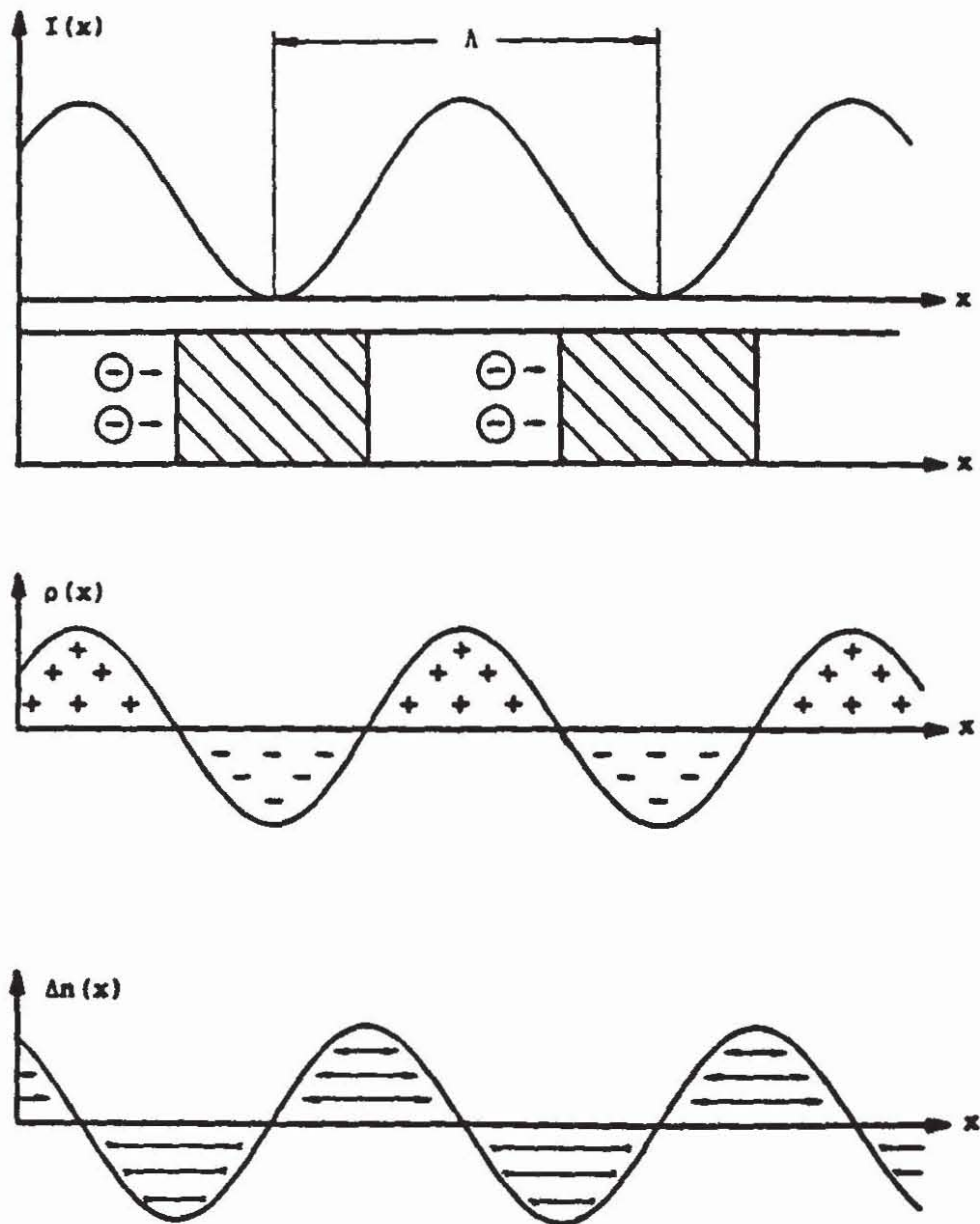 I(x)
Λ
x
⊖ → ⊖ →
⊖ → ⊖ →
x
ρ(x)
+ + +
+ + + + + +
+ + + + + + + + +
x
- - - - - -
- - - -
- -
Δn(x)
x